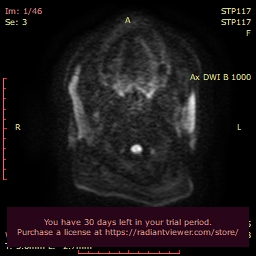 Im: 1/46
Se: 3
A
STP117
STP117
F
Ax DWI B 1000
R
L
You have 30 days left in your trial period.
Purchase a license at https://radiantviewer.com/store/